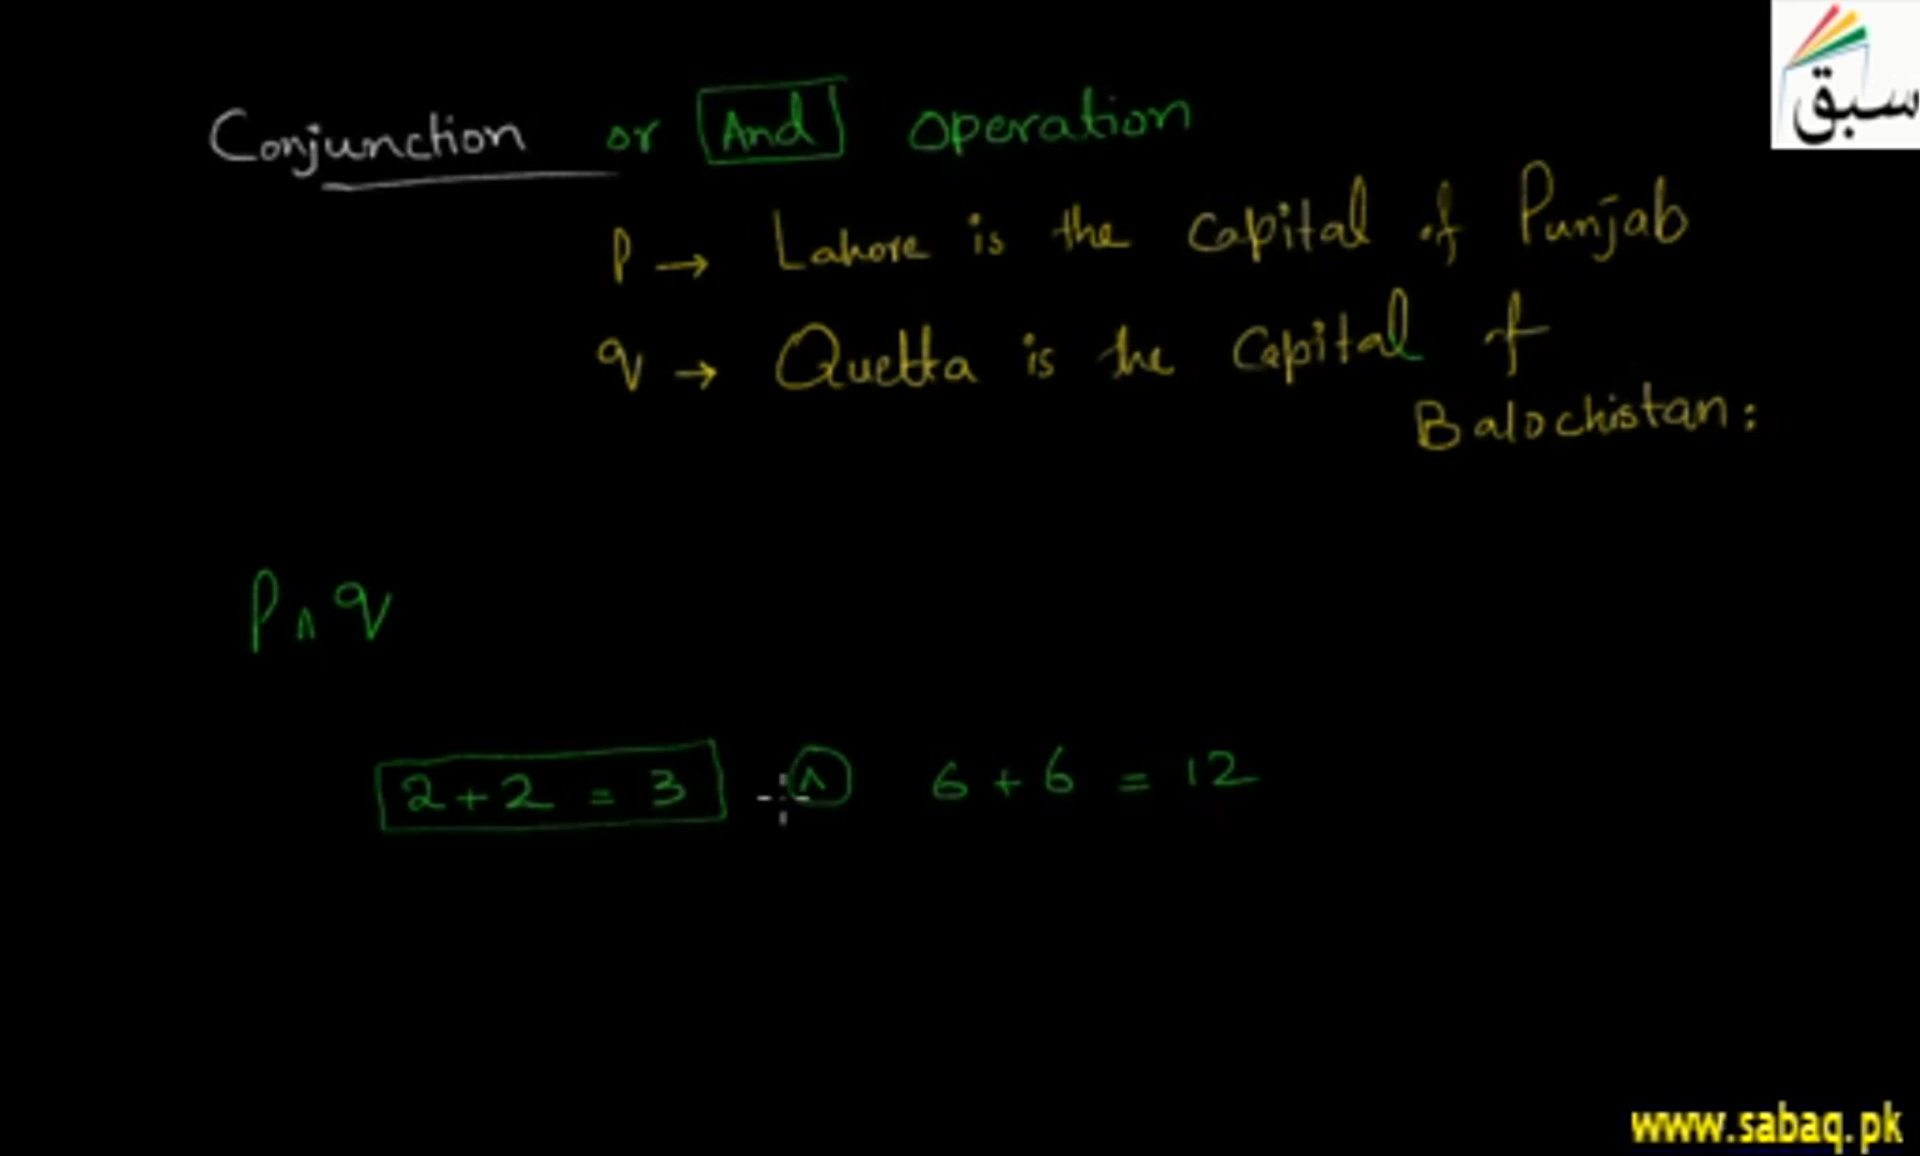 سبق
Conjunction or And operation
P → Lahore is the Capital of Punjab
q → Quetta is the Capital of
Balochistan:
P ∧ q
2 + 2 = 3 ∧ 6 + 6 = 12
www.sabaq.pk